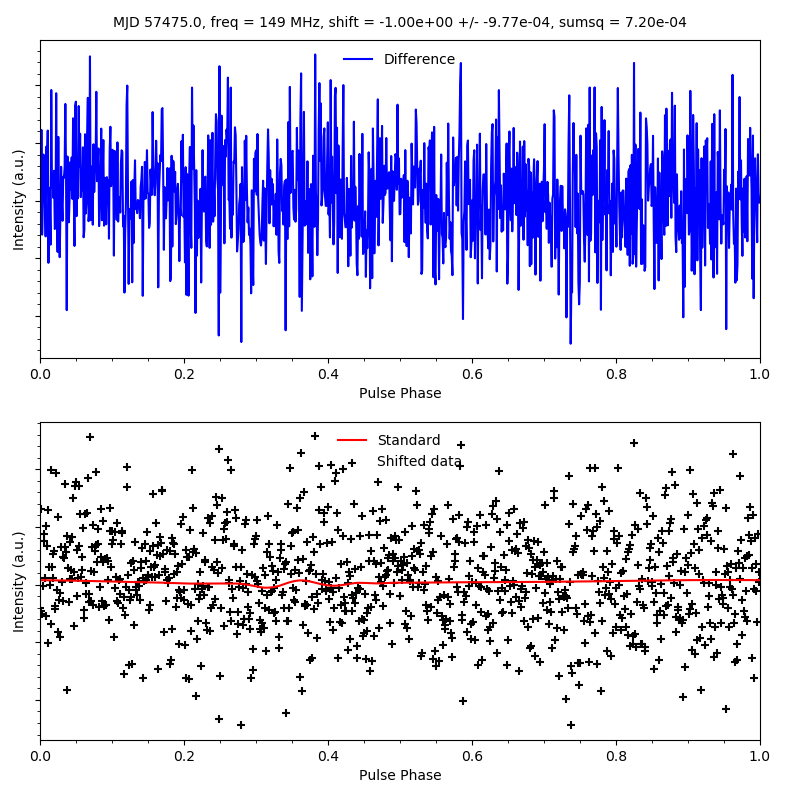 MJD 57475.0, freq = 149 MHz, shift = -1.00e+00 +/- -9.77e-04, sumsq = 7.20e-04
Difference
Intensity (a.u.)
0.0 0.2 0.4 0.6 0.8 1.0
Pulse Phase
Standard
Shifted data
Intensity (a.u.)
0.0 0.2 0.4 0.6 0.8 1.0
Pulse Phase